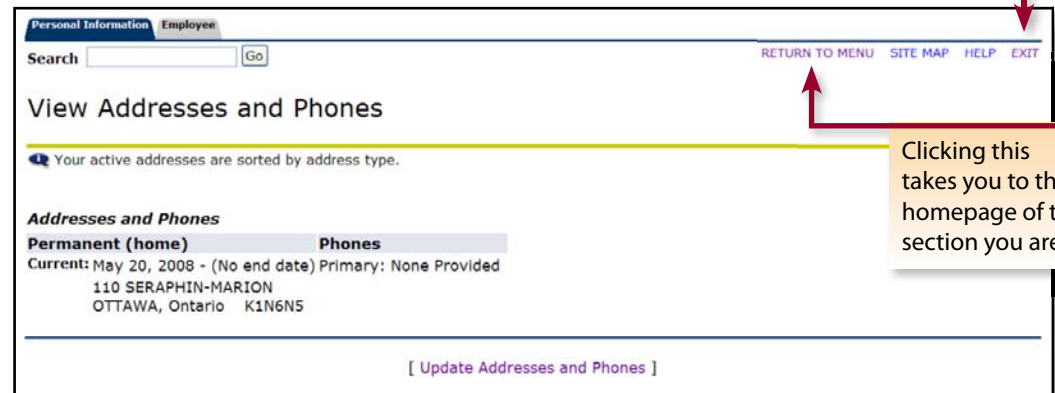 Personal Information Employee
Search Go
RETURN TO MENU SITE MAP HELP EXIT
View Addresses and Phones
Your active addresses are sorted by address type.
Clicking this
takes you to
homepage of
section you
Addresses and Phones
Permanent (home) Phones
Current: May 20, 2008 - (No end date) Primary: None Provided
110 SERAPHIN-MARION
OTTAWA, Ontario K1N6N5
[ Update Addresses and Phones ]